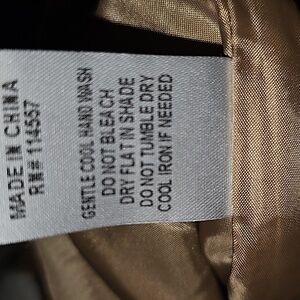 MADE IN CHINA
RN# 114557
GENTLE COOL HAND WASH
DO NOT BLEACH
DRY FLAT IN SHADE
DO NOT TUMBLE DRY
COOL IRON IF NEEDED